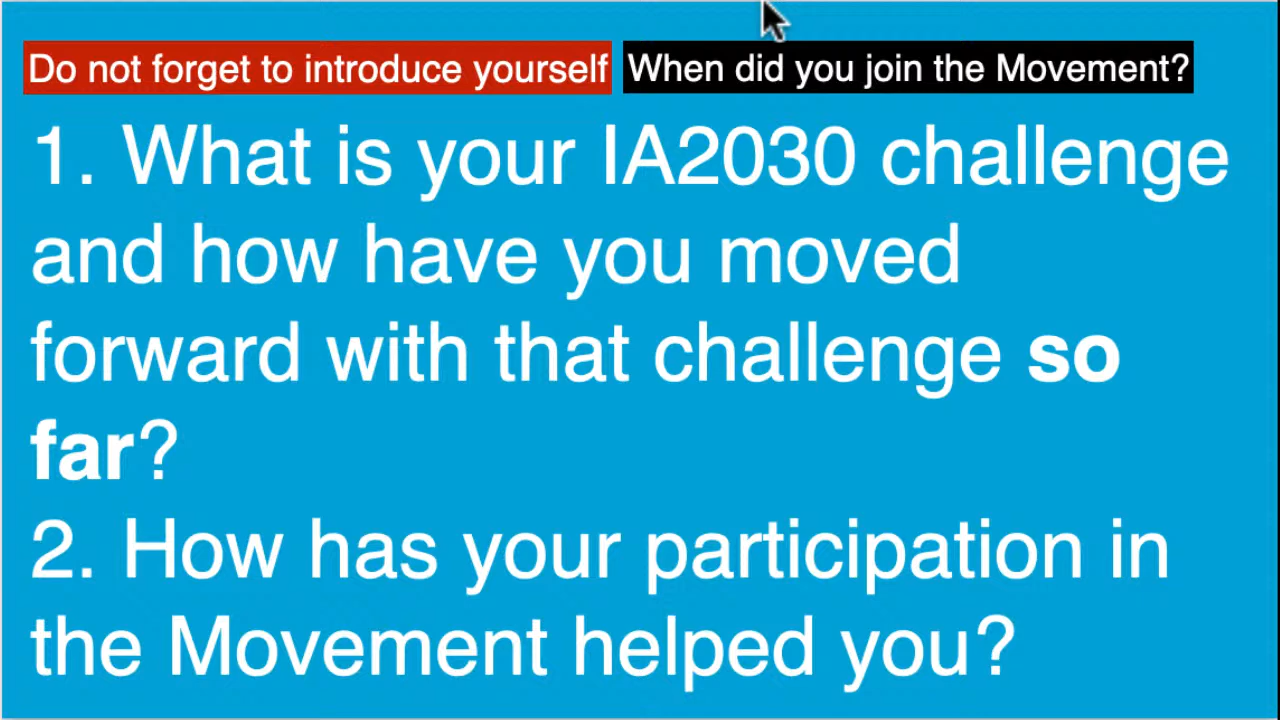 Do not forget to introduce yourself When did you join the Movement?
1. What is your IA2030 challenge
and how have you moved
forward with that challenge so
far?
2. How has your participation in
the Movement helped you?